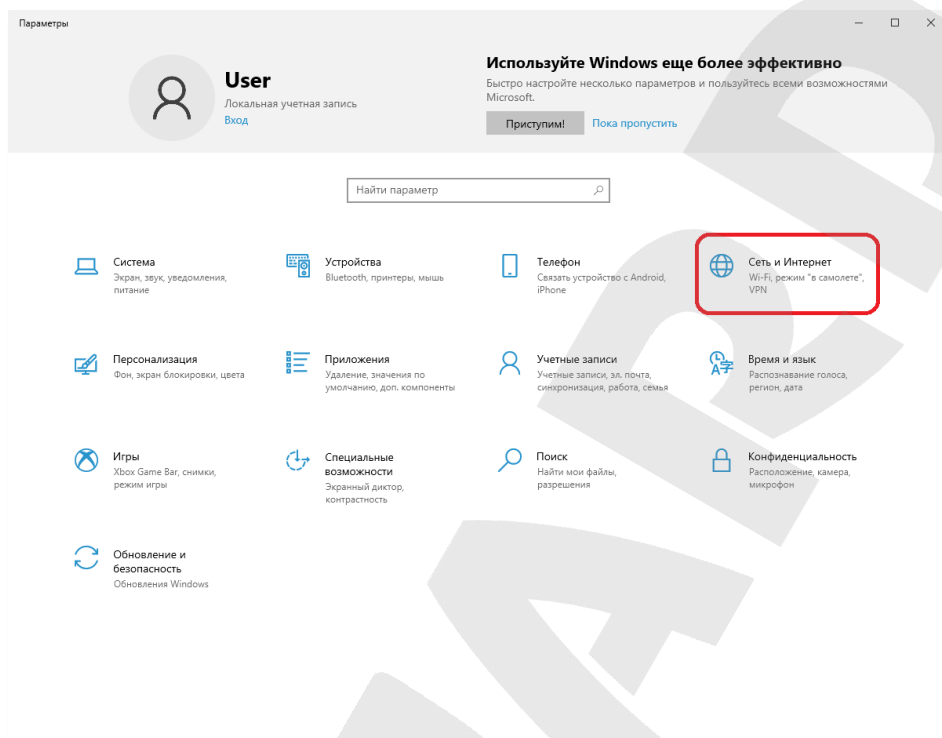 Параметры
User
Локальная учетная запись
Вход
Используйте Windows еще более эффективно
Быстро настройте несколько параметров и пользуйтесь всеми возможностями
Microsoft.
Приступим!
Пока пропустить
Найти параметр
Система
Экран, звук, уведомления,
питание
Устройства
Bluetooth, принтеры, мышь
Телефон
Связать устройство с Android,
iPhone
Сеть и Интернет
Wi-Fi, режим "в самолете",
VPN
Персонализация
Фон, экран блокировки, цвета
Приложения
Удаление, значения по
умолчанию, доп. компоненты
Учетные записи
Учетные записи, эл. почта,
синхронизация, работа, семья
Время и язык
Распознавание голоса,
регион, дата
Игры
Xbox Game Bar, снимки,
режим игры
Специальные
возможности
Экранный диктор,
контрастность
Поиск
Найти мои файлы,
разрешения
Конфиденциальность
Расположение, камера,
микрофон
Обновление и
безопасность
Обновления Windows